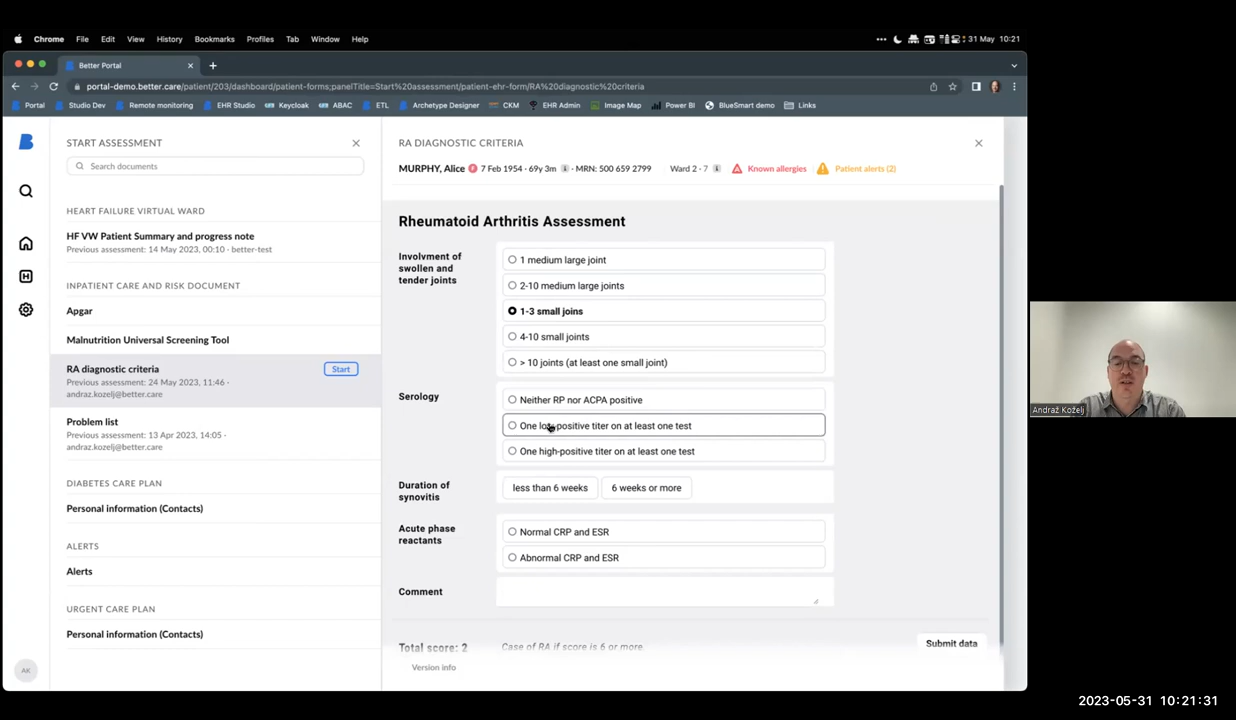 Chrome File Edit View History Bookmarks Profiles Tab Window Help
••• 31 May 10:21
Better Portal
portal-demo.better.care/patient/203/dashboard/patient-forms;panelTitle=Start%20assessment/patient-ehr-form/RA%20diagnostic%20criteria
Portal Studio Dev Remote monitoring EHR Studio Keycloak ABAC ETL Archetype Designer CKM EHR Admin Image Map Power BI BlueSmart demo Links
START ASSESSMENT
Search documents
HEART FAILURE VIRTUAL WARD
HF VW Patient Summary and progress note
Previous assessment: 14 May 2023, 00:10 · better-test
INPATIENT CARE AND RISK DOCUMENT
Apgar
Malnutrition Universal Screening Tool
RA diagnostic criteria
Start
Previous assessment: 24 May 2023, 11:46 ·
andraz.kozelj@better.care
Problem list
Previous assessment: 13 Apr 2023, 14:05 ·
andraz.kozelj@better.care
DIABETES CARE PLAN
Personal information (Contacts)
ALERTS
Alerts
URGENT CARE PLAN
Personal information (Contacts)
AK
RA DIAGNOSTIC CRITERIA
MURPHY, Alice 7 Feb 1954 · 69y 3m · MRN: 500 659 2799 Ward 2 · 7 Known allergies Patient alerts (2)
Rheumatoid Arthritis Assessment
Involvment of
swollen and
tender joints
1 medium large joint
2-10 medium large joints
1-3 small joins
4-10 small joints
> 10 joints (at least one small joint)
Serology
Neither RP nor ACPA positive
One low-positive titer on at least one test
One high-positive titer on at least one test
Duration of
synovitis
less than 6 weeks 6 weeks or more
Acute phase
reactants
Normal CRP and ESR
Abnormal CRP and ESR
Comment
Total score: 2 Case of RA if score is 6 or more.
Submit data
Version info
Andraž Koželj
2023-05-31 10:21:31